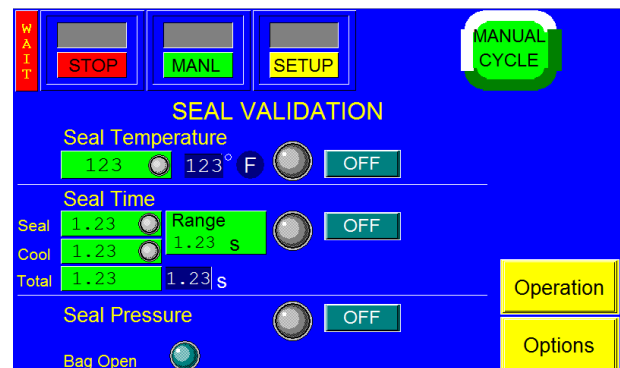 WAIT
STOP
MANL
SETUP
MANUAL
CYCLE
SEAL VALIDATION
Seal Temperature
123 123° F OFF
Seal Time
Seal 1.23 Range OFF
1.23 s
Cool 1.23
Total 1.23 1.23 s
Operation
Seal Pressure OFF
Options
Bag Open